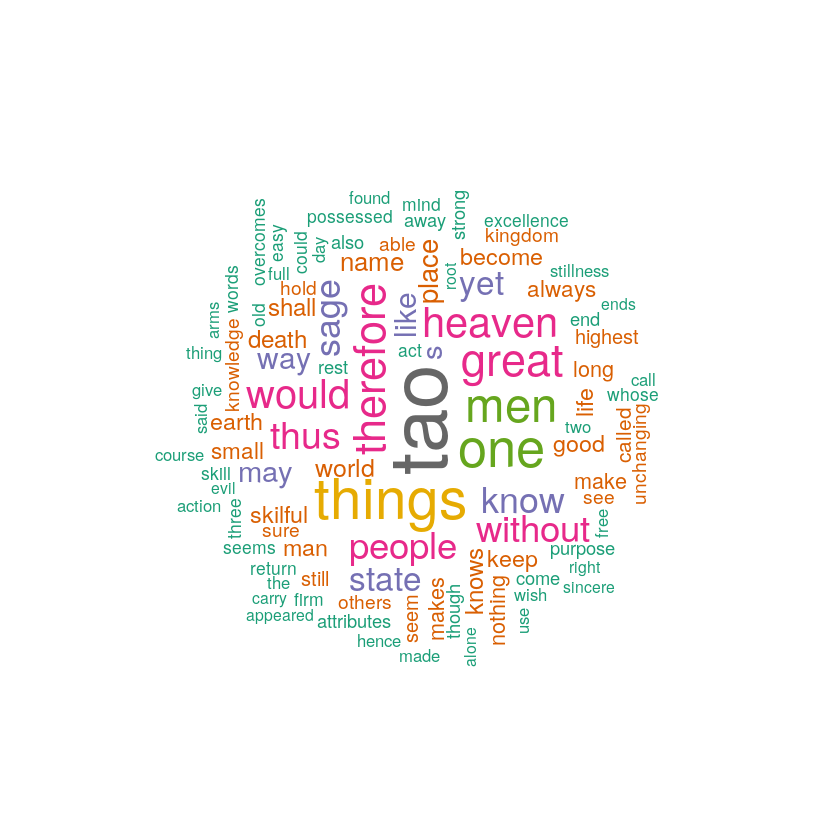 found
mind
strong
possessed
away
excellence
overcomes
easy
could
day
also
able
kingdom
name
place
become
full
root
yet
stillness
words
hold
sage
like
always
ends
arms
old
shall
therefore
heaven
end
highest
death
act
s
great
thing
knowledge
way
rest
long
call
give
would
tao
men
life
whose
said
earth
thus
one
two
called
unchanging
course
small
world
good
skill
may
things
know
make
evil
see
action
three
skilful
sure
without
free
seems
man
people
keep
purpose
return
still
state
knows
come
right
the
sincere
carry
firm
others
seem
makes
though
nothing
wish
use
appeared
attributes
hence
alone
made